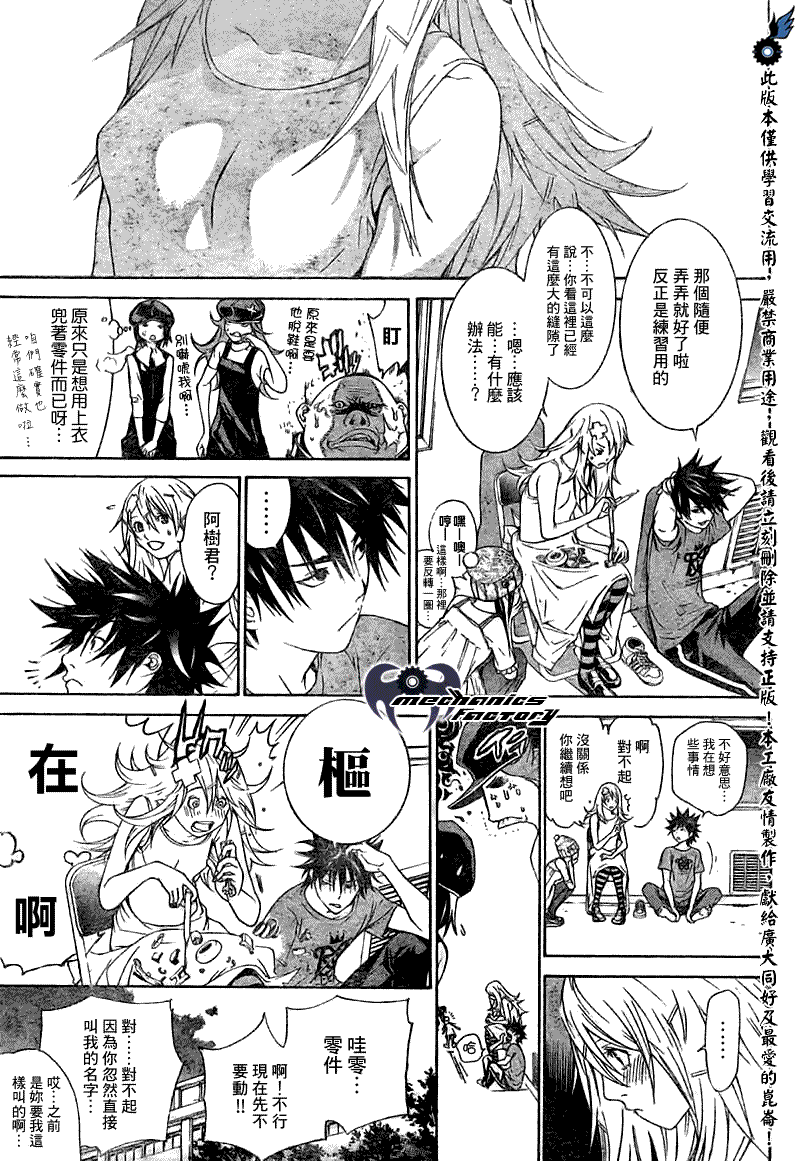 此版本僅供學習交流用，嚴禁商業用途！觀看後請立刻刪除並請支持正版！本工廠友情製作，獻給廣大同好及最愛的崑崙！
那個隨便
弄弄就好了啦
反正是練習用的
不…不可以這麼
說…你看這裡已經
有這麼大的縫隙了
…嗯…應該
能…有什麼
辦法……？
嘿—噢—
哼—
這樣啊…那裡
要反轉一圈…
盯
原來是要
他脫鞋啊…
別嚇唬我啊…
原來只是想用上衣
兜著零件而已呀…
咱們確實也
經常這麼
做啦…
……
阿樹君？
mechanics
Factory
不好意思…
我在想
些事情
啊
對不起
沒關係
你繼續想吧
……
哈
樞
在
啊
哇零…
零件
啊！不行
現在先不
要動!!
對……對不起
因為你忽然直接
叫我的名字…
哎…之前
是妳要我這
樣叫的啊…